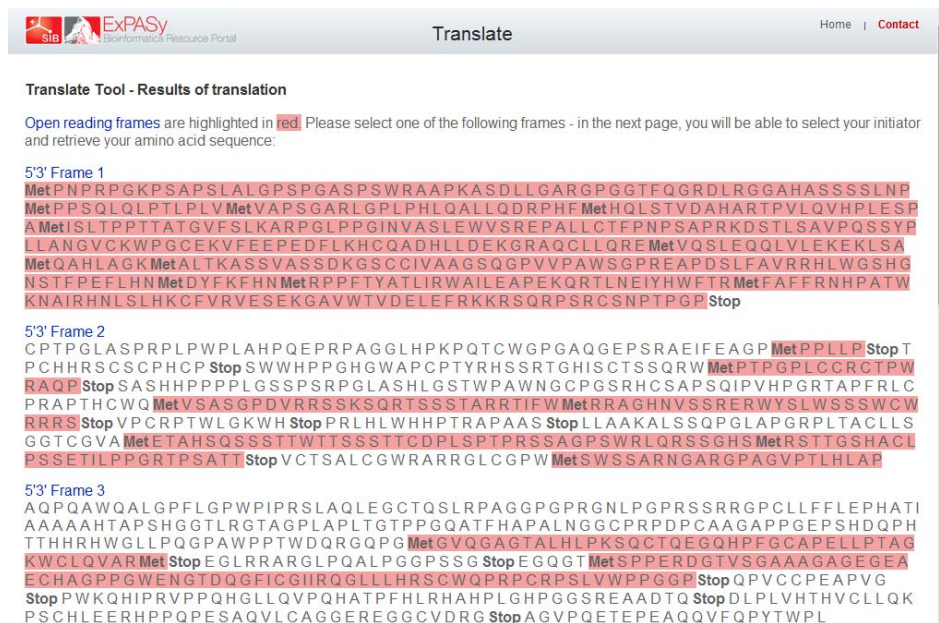 SIB ExPASy
Bioinformatics Resource Portal
Translate
Home | Contact
Translate Tool - Results of translation
Open reading frames are highlighted in red. Please select one of the following frames - in the next page, you will be able to select your initiator
and retrieve your amino acid sequence:
5'3' Frame 1
Met P N P R P G K P S A P S L A L G P S P G A S P S W R A A P K A S D L L G A R G P G G T F Q G R D L R G G A H A S S S S L N P
Met P P S Q L Q L P T L P L V Met V A P S G A R L G P L P H L Q A L L Q D R P H F Met H Q L S T V D A H A R T P V L Q V H P L E S P
A Met I S L T P P T T A T G V F S L K A R P G L P P G I N V A S L E W V S R E P A L L C T F P N P S A P R K D S T L S A V P Q S S Y P
L L A N G V C K W P G C E K V F E E P E D F L K H C Q A D H L L D E K G R A Q C L L Q R E Met V Q S L E Q Q L V L E K E K L S A
Met Q A H L A G K Met A L T K A S S V A S S D K G S C C I V A A G S Q G P V V P A W S G P R E A P D S L F A V R R H L W G S H G
N S T F P E F L H N Met D Y F K F H N Met R P P F T Y A T L I R W A I L E A P E K Q R T L N E I Y H W F T R Met F A F F R N H P A T W
K N A I R H N L S L H K C F V R V E S E K G A V W T V D E L E F R K K R S Q R P S R C S N P T P G P Stop
5'3' Frame 2
C P T P G L A S P R P L P W P L A H P Q E P R P A G G L H P K P Q T C W G P G A Q G E P S R A E I F E A G P Met P P L L P Stop T
P C H H R S C S C P H C P Stop S W W H P P G H G W A P C P T Y R H S S R T G H I S C T S S Q R W Met P T P G P L C C R C T P W
R A Q P Stop S A S H H P P P P L G S S P S R P G L A S H L G S T W P A W N G C P G S R H C S A P S Q I P V H P G R T A P F R L C
P R A P T H C W Q Met V S A S G P D V R R S S K S Q R T S S S T A R R T I F W Met R R A G H N V S S R E R W Y S L W S S S W C W
R R R S Stop V P C R P T W L G K W H Stop P R L H L W H H P T R A P A A S Stop L L A A K A L S S Q P G L A P G R P L T A C L L S
G G T C G V A Met E T A H S Q S S S T T W T T S S S T T C D P L S P T P R S S A G P S W R L Q R S S G H S Met R S T T G S H A C L
P S S E T I L P P G R T P S A T T Stop V C T S A L C G W R A R R G L C G P W Met S W S S A R N G A R G P A G V P T L H L A P
5'3' Frame 3
A Q P Q A W Q A L G P F L G P W P I P R S L A Q L E G C T Q S L R P A G G P G P R G N L P G P R S S R R G P C L L F F L E P H A T I
A A A A A H T A P S H G G T L R G T A G P L A P L T G T P P G Q A T F H A P A L N G G C P R P D P C A A G A P P G E P S H D Q P H
T T H H R H W G L L P Q G P A W P P T W D Q R G Q P G Met G V Q G A G T A L H L P K S Q C T Q E G Q H P F G C A P E L L P T A G
K W C L Q V A R Met Stop E G L R R A R G L P Q A L P G G P S S G Stop E G Q G T Met S P P E R D G T V S G A A A G A G E G E A
E C H A G P P G W E N G T D Q G F I C G I I R Q G L L L H R S C W Q P R P C R P S L V W P P G G P Stop Q P V C C P E A P V G
Stop P W K Q H I P R V P P Q H G L L Q V P Q H A T P F H L R H A H P L G H P G G S R E A A D T Q Stop D L P L V H T H V C L L Q K
P S C H L E E R H P P Q P E S A Q V L C A G G E R E G G C V D R G Stop A G V P Q E T E P E A Q Q V F Q P Y T W P L